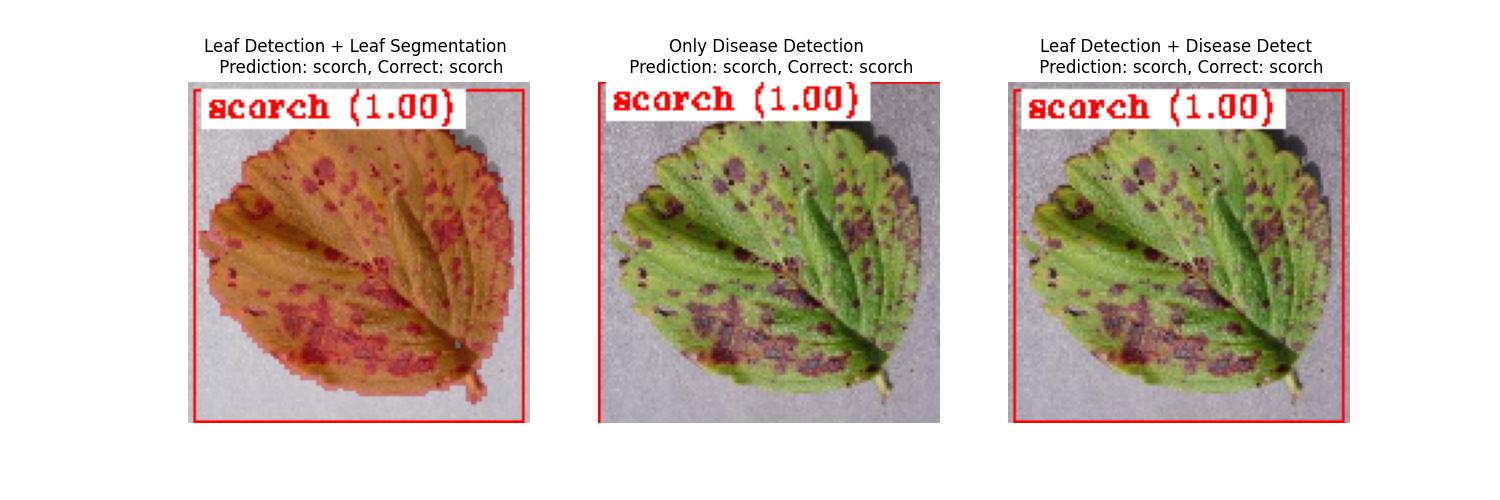 Leaf Detection + Leaf Segmentation
Prediction: scorch, Correct: scorch
scorch (1.00)
Only Disease Detection
Prediction: scorch, Correct: scorch
scorch (1.00)
Leaf Detection + Disease Detect
Prediction: scorch, Correct: scorch
scorch (1.00)